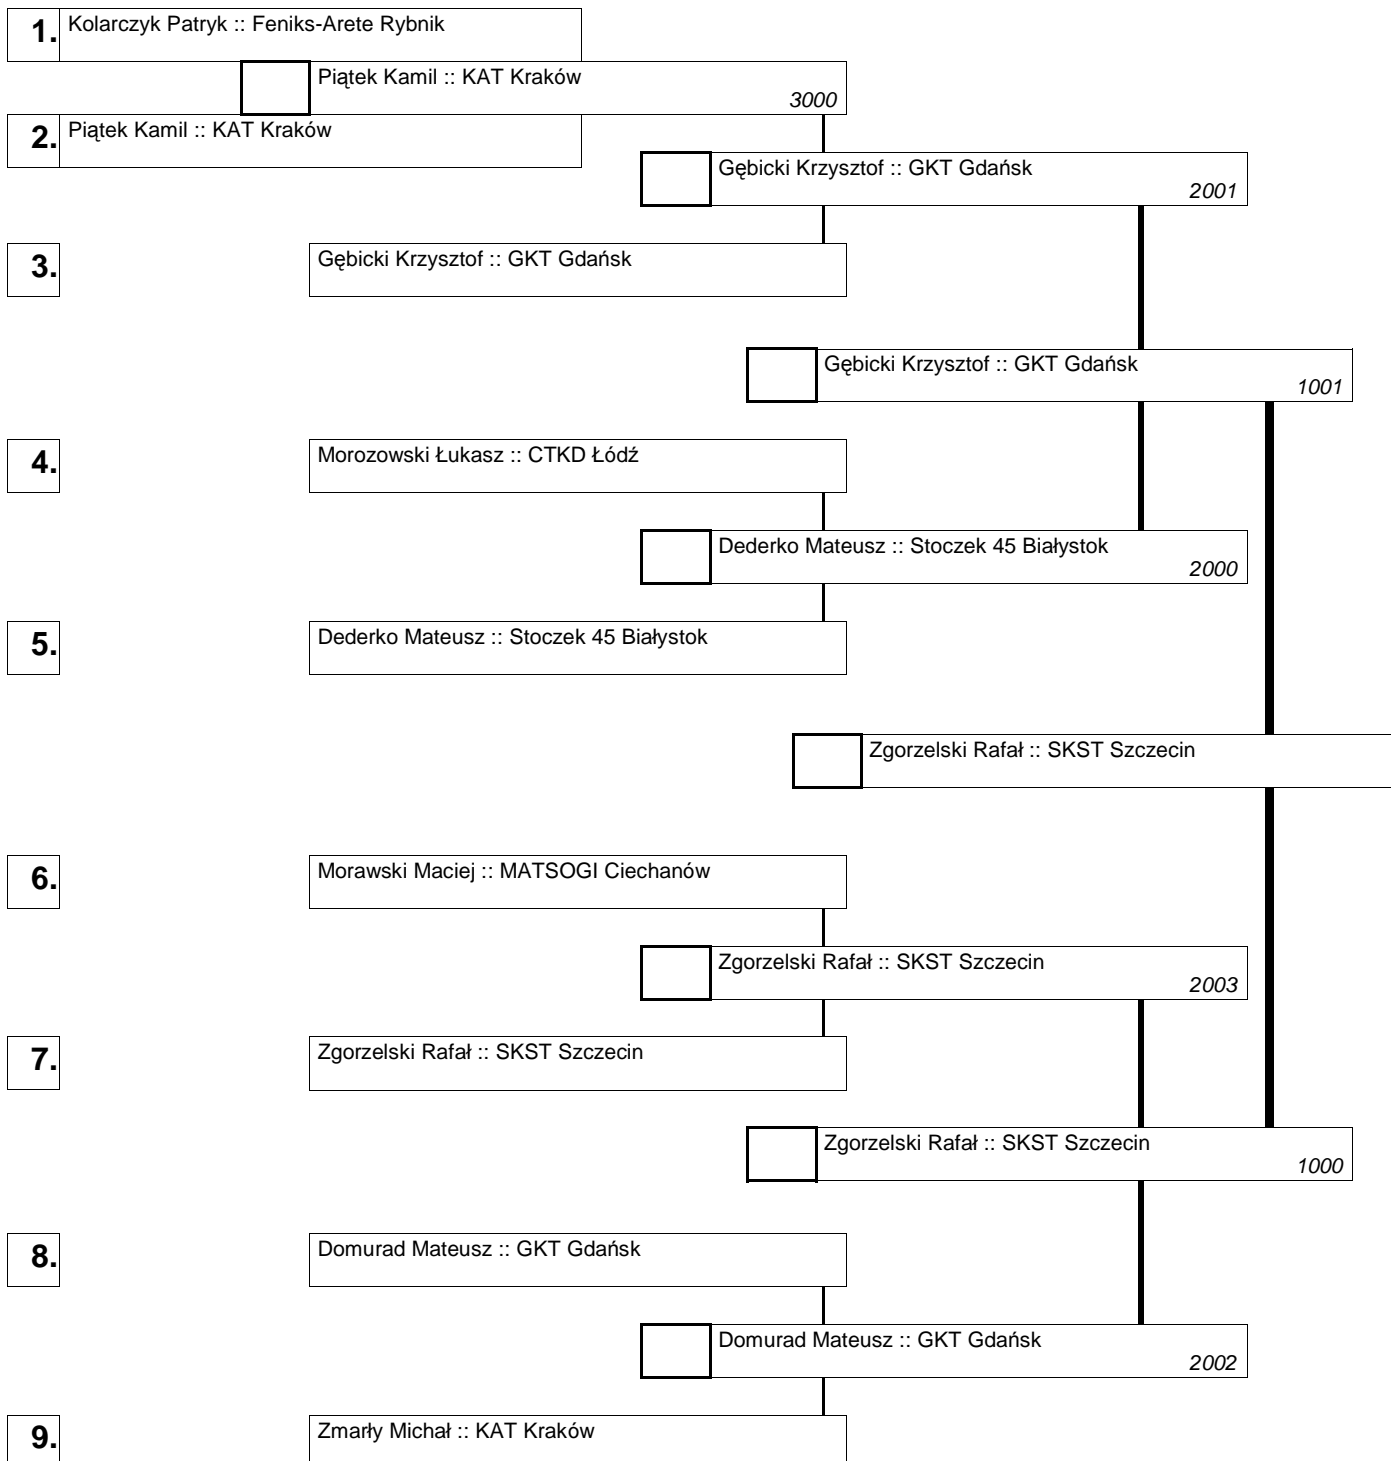 1. Kolarczyk Patryk :: Feniks-Arete Rybnik
Piątek Kamil :: KAT Kraków
3000
2. Piątek Kamil :: KAT Kraków
Gębicki Krzysztof :: GKT Gdańsk
2001
3. Gębicki Krzysztof :: GKT Gdańsk
Gębicki Krzysztof :: GKT Gdańsk
1001
4. Morozowski Łukasz :: CTKD Łódź
Dederko Mateusz :: Stoczek 45 Białystok
2000
5. Dederko Mateusz :: Stoczek 45 Białystok
Zgorzelski Rafał :: SKST Szczecin
6. Morawski Maciej :: MATSOGI Ciechanów
Zgorzelski Rafał :: SKST Szczecin
2003
7. Zgorzelski Rafał :: SKST Szczecin
Zgorzelski Rafał :: SKST Szczecin
1000
8. Domurad Mateusz :: GKT Gdańsk
Domurad Mateusz :: GKT Gdańsk
2002
9. Zmarły Michał :: KAT Kraków